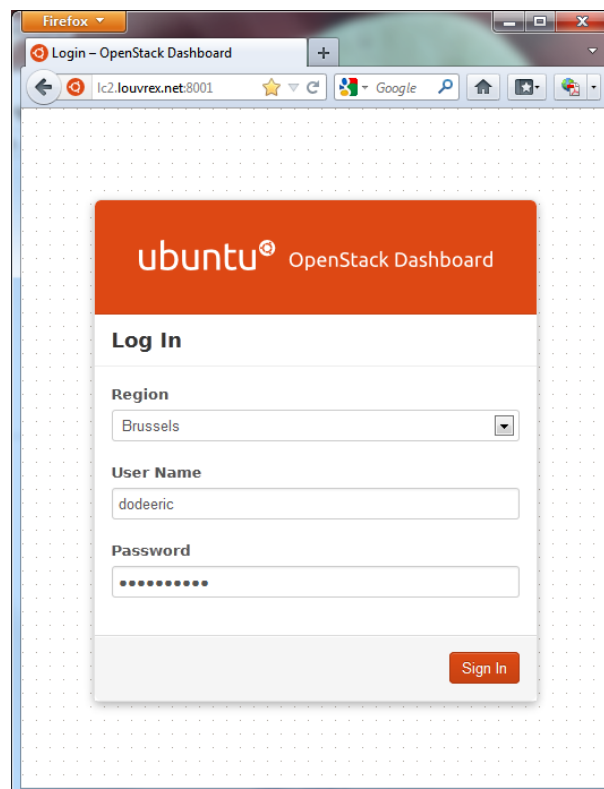 Firefox
Login – OpenStack Dashboard
lc2.louvrex.net:8001
Google
ubuntu OpenStack Dashboard
Log In
Region
Brussels
User Name
dodeeric
Password
••••••••••
Sign In